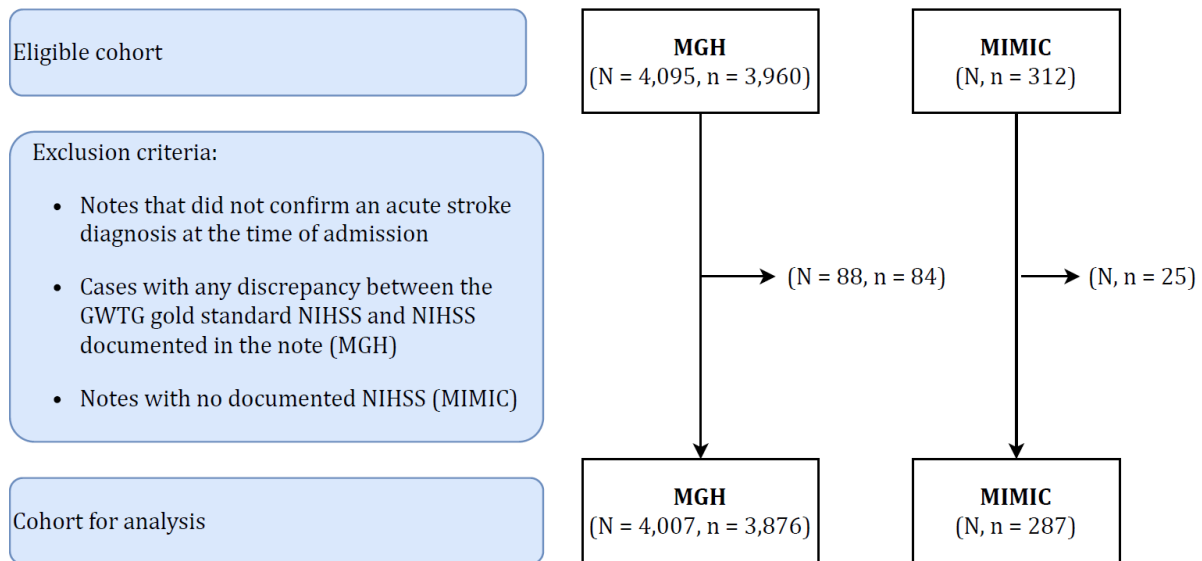 Eligible cohort
MGH
(N = 4,095, n = 3,960)
MIMIC
(N, n = 312)
Exclusion criteria:
• Notes that did not confirm an acute stroke
diagnosis at the time of admission
• Cases with any discrepancy between the
GWTG gold standard NIHSS and NIHSS
documented in the note (MGH)
• Notes with no documented NIHSS (MIMIC)
(N = 88, n = 84)
(N, n = 25)
Cohort for analysis
MGH
(N = 4,007, n = 3,876)
MIMIC
(N, n = 287)